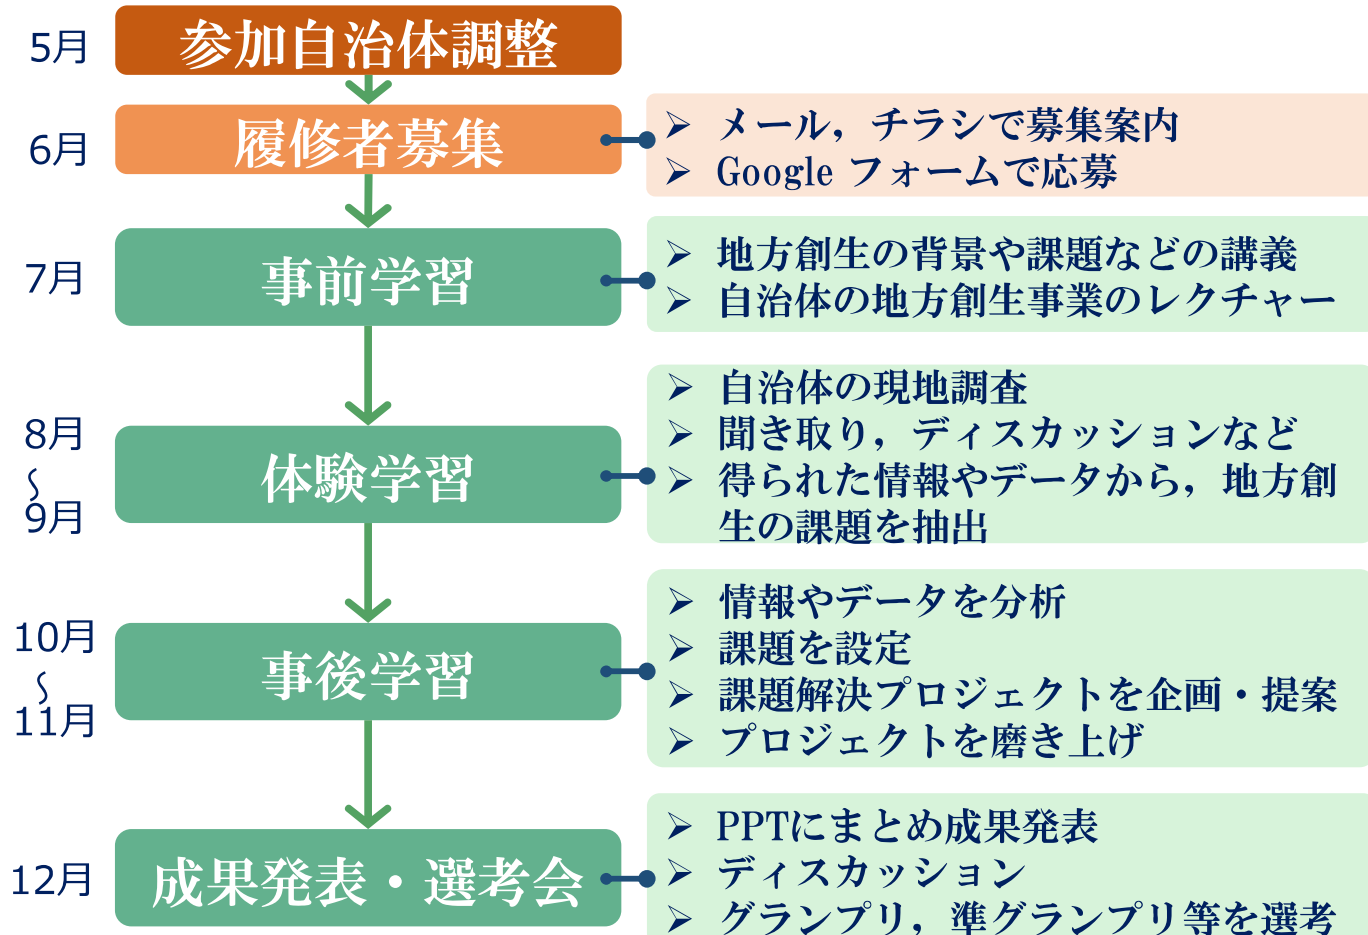 5月
参加自治体調整
6月
履修者募集
➢ メール，チラシで募集案内
➢ Google フォームで応募
7月
事前学習
➢ 地方創生の背景や課題などの講義
➢ 自治体の地方創生事業のレクチャー
8月
～
9月
体験学習
➢ 自治体の現地調査
➢ 聞き取り，ディスカッションなど
➢ 得られた情報やデータから，地方創
生の課題を抽出
10月
～
11月
事後学習
➢ 情報やデータを分析
➢ 課題を設定
➢ 課題解決プロジェクトを企画・提案
➢ プロジェクトを磨き上げ
12月
成果発表・選考会
➢ PPTにまとめ成果発表
➢ ディスカッション
➢ グランプリ，準グランプリ等を選考